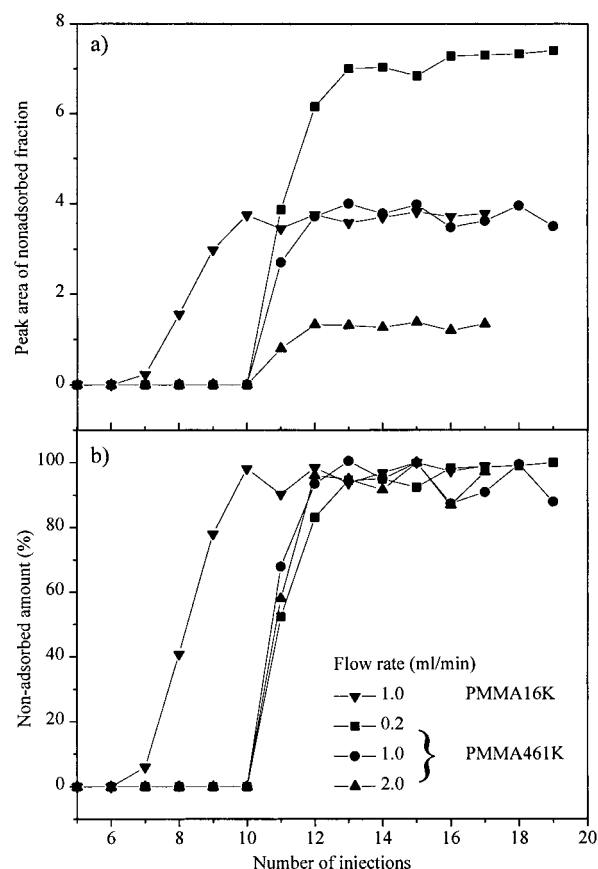 a)
8
6
4
2
0
Peak area of nonadsorbed fraction
b)
100
80
60
40
20
0
Non-adsorbed amount (%)
Flow rate (ml/min)
1.0 PMMA16K
0.2
1.0 } PMMA461K
2.0
6 8 10 12 14 16 18 20
Number of injections